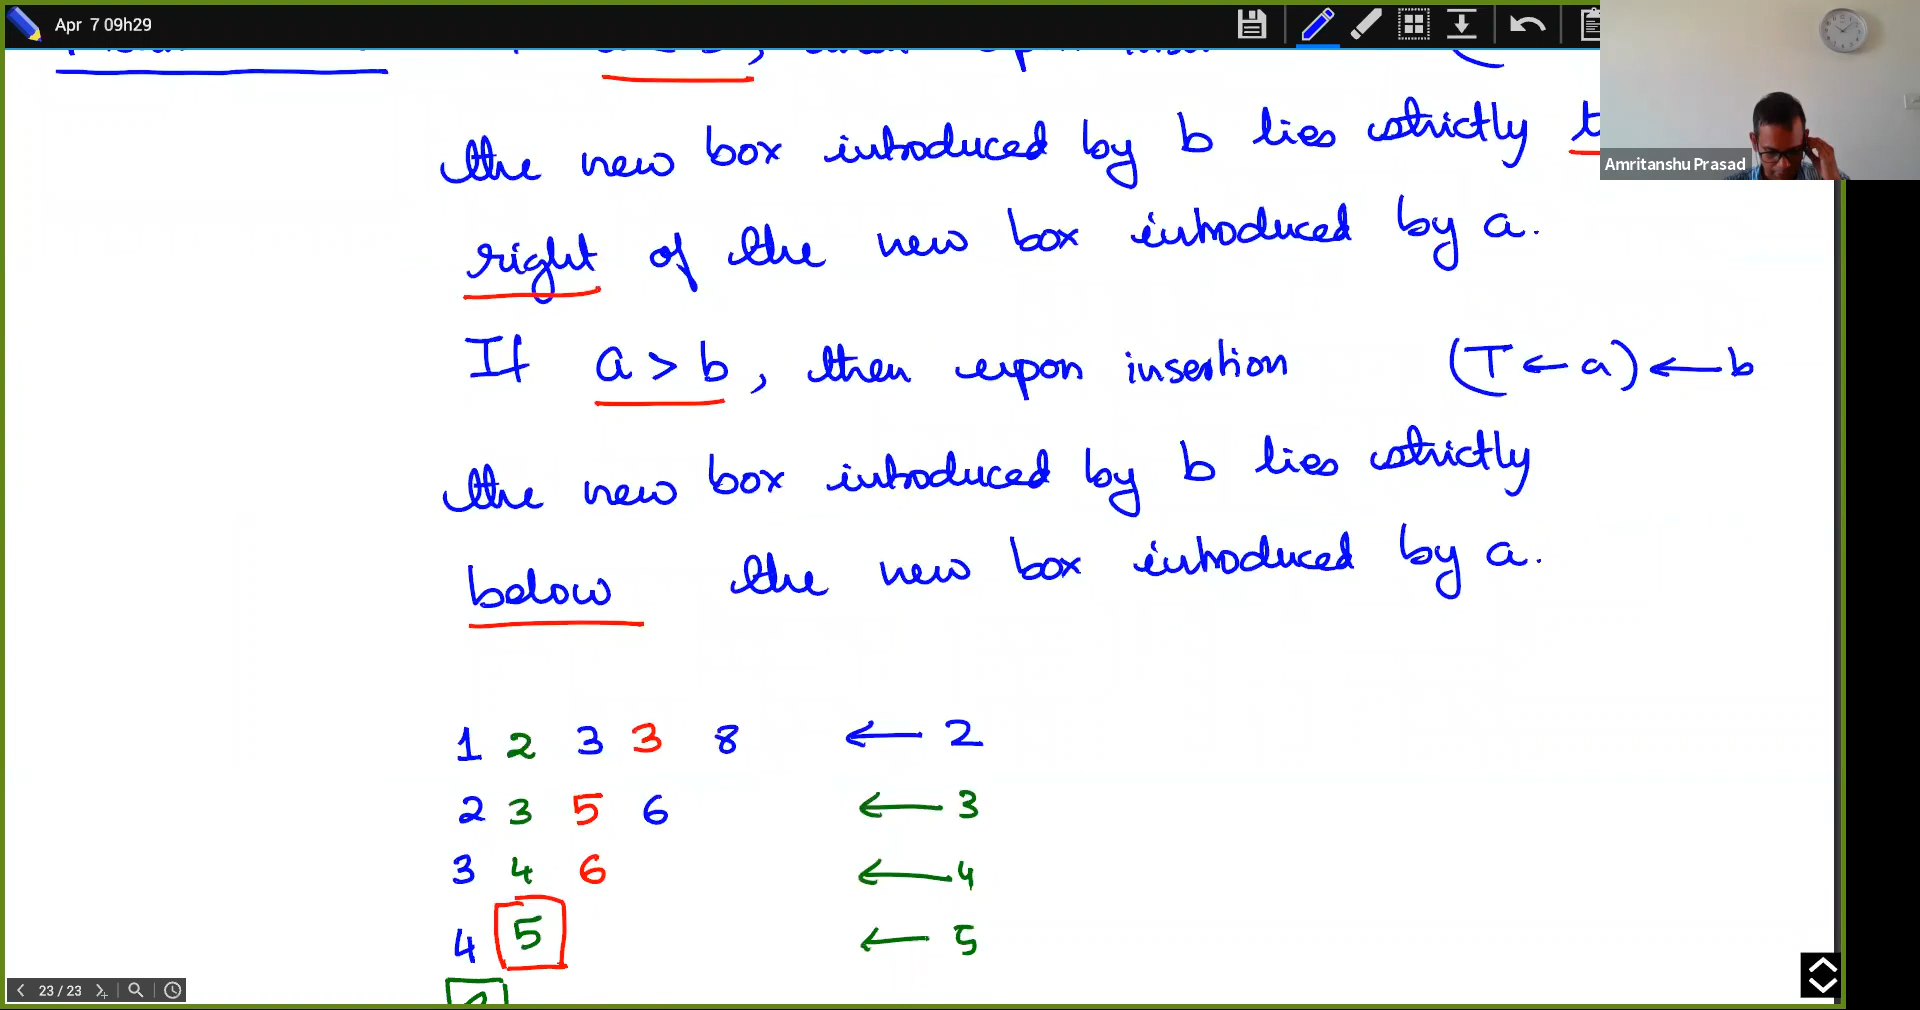 Apr 7 09h29
the new box introduced by b lies strictly
Amritanshu Prasad
right of the new box introduced by a.
If a > b, then upon insertion (T ← a) ← b
the new box introduced by b lies strictly
below the new box introduced by a.
1 2 3 3 8 ← 2
2 3 5 6 ← 3
3 4 6 ← 4
4 5 ← 5
23 / 23